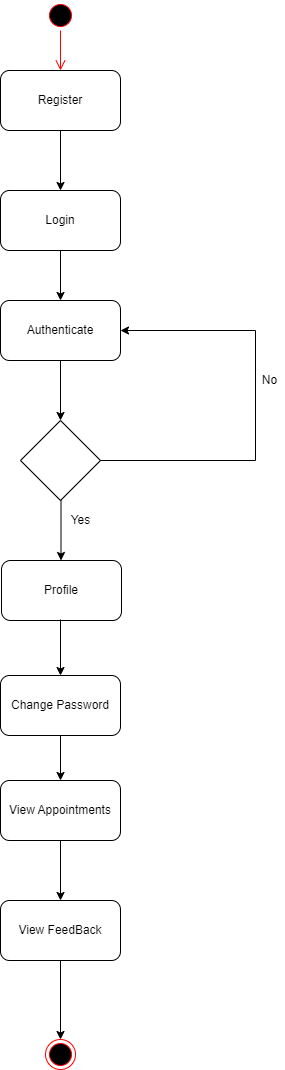 Register
Login
Authenticate
No
Yes
Profile
Change Password
View Appointments
View FeedBack